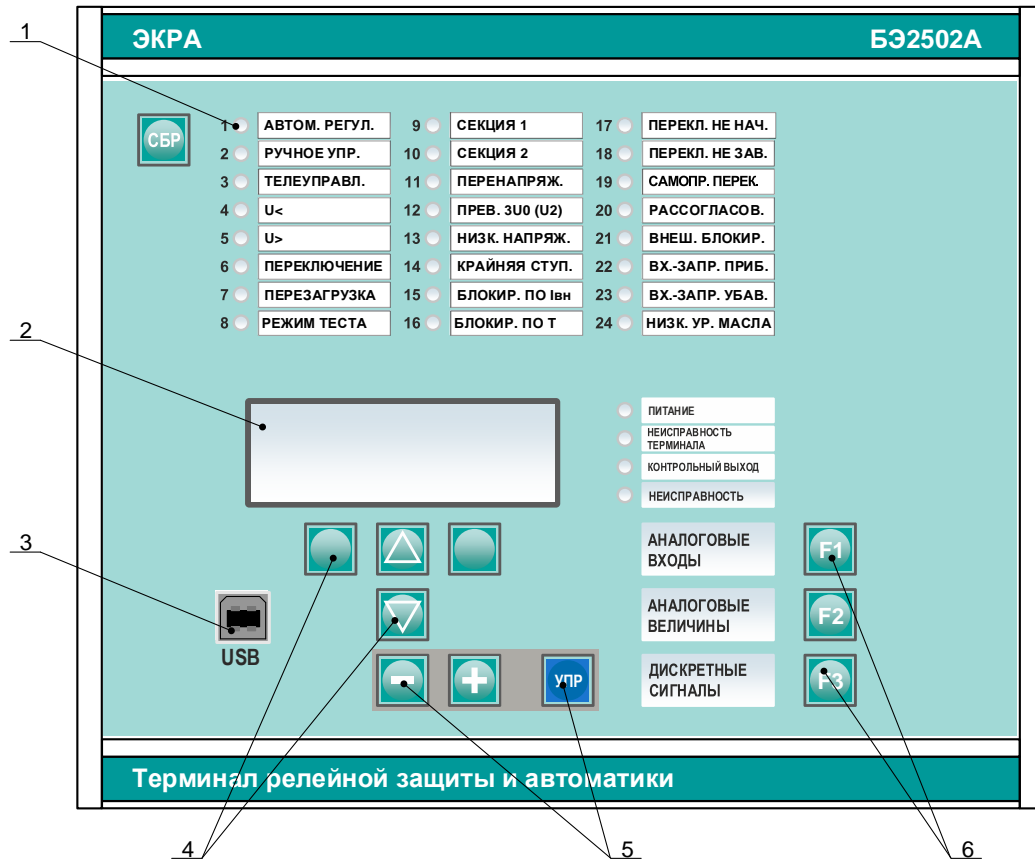 ЭКРА БЭ2502А
1
СБР
1 АВТОМ. РЕГУЛ. 9 СЕКЦИЯ 1 17 ПЕРЕКЛ. НЕ НАЧ.
2 РУЧНОЕ УПР. 10 СЕКЦИЯ 2 18 ПЕРЕКЛ. НЕ ЗАВ.
3 ТЕЛЕУПРАВЛ. 11 ПЕРЕНАПРЯЖ. 19 САМОПР. ПЕРЕК.
4 U< 12 ПРЕВ. 3U0 (U2) 20 РАССОГЛАСОВ.
5 U> 13 НИЗК. НАПРЯЖ. 21 ВНЕШ. БЛОКИР.
6 ПЕРЕКЛЮЧЕНИЕ 14 КРАЙНЯЯ СТУП. 22 ВХ.-ЗАПР. ПРИБ.
7 ПЕРЕЗАГРУЗКА 15 БЛОКИР. ПО Iвн 23 ВХ.-ЗАПР. УБАВ.
8 РЕЖИМ ТЕСТА 16 БЛОКИР. ПО Т 24 НИЗК. УР. МАСЛА
2
ПИТАНИЕ
НЕИСПРАВНОСТЬ
ТЕРМИНАЛА
КОНТРОЛЬНЫЙ ВЫХОД
НЕИСПРАВНОСТЬ
3
АНАЛОГОВЫЕ
ВХОДЫ
F1
АНАЛОГОВЫЕ
ВЕЛИЧИНЫ
F2
USB
УПР
ДИСКРЕТНЫЕ
СИГНАЛЫ
F3
Терминал релейной защиты и автоматики
4 5 6